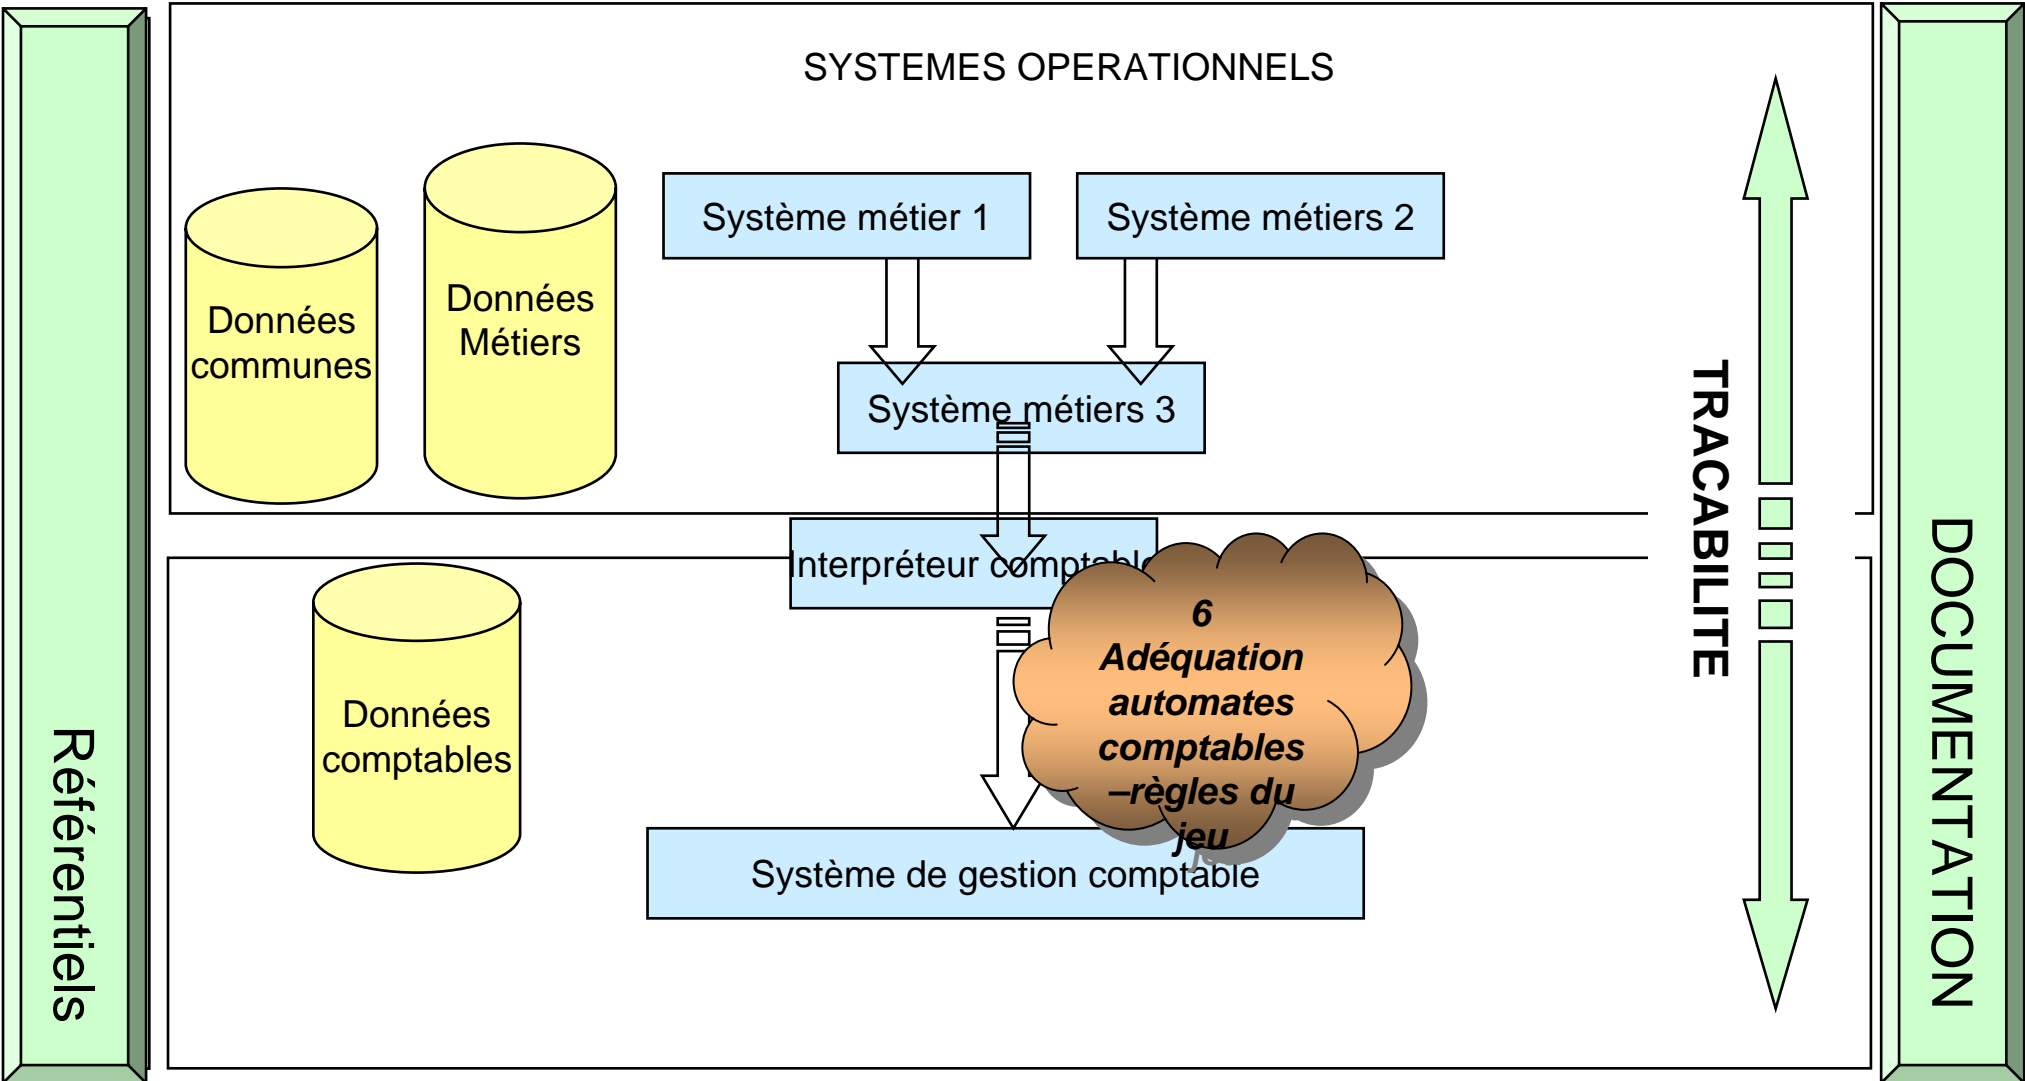 SYSTEMES OPERATIONNELS
Système métier 1
Système métiers 2
Données
communes
Données
Métiers
Système métiers 3
Interpréteur comptable
6
Adéquation
automates
comptables
–règles du
jeu
Données
comptables
Système de gestion comptable
TRACABILITE
Référentiels
DOCUMENTATION